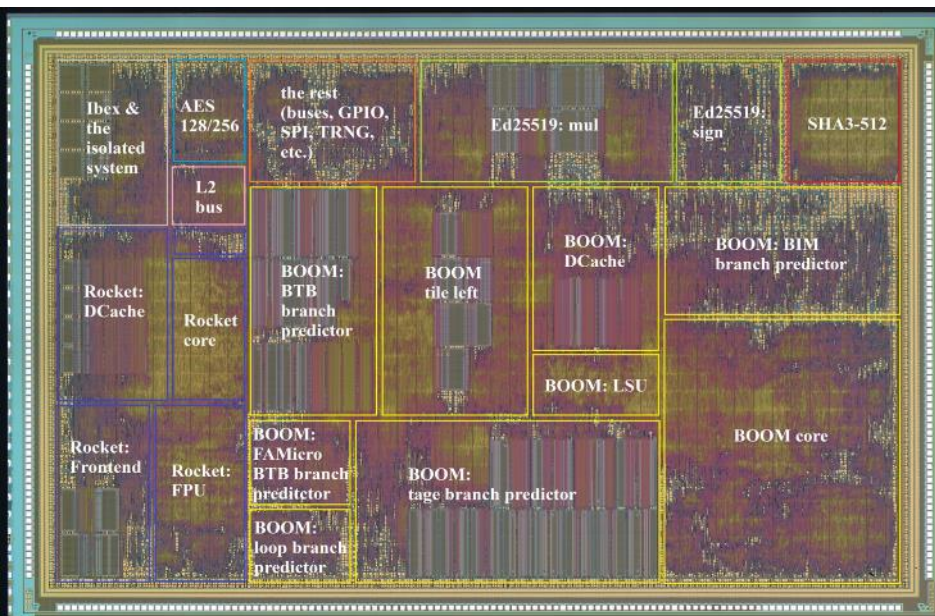 Ibex &
the
isolated
system
AES
128/256
the rest
(buses, GPIO,
SPI, TRNG,
etc.)
Ed25519: mul
Ed25519:
sign
SHA3-512
L2
bus
Rocket:
DCache
Rocket
core
BOOM:
BTB
branch
predictor
BOOM
tile left
BOOM:
DCache
BOOM: BIM
branch predictor
BOOM: LSU
BOOM core
Rocket:
Frontend
Rocket:
FPU
BOOM:
FAMicro
BTB branch
preditctor
BOOM:
tage branch predictor
BOOM:
loop branch
predictor